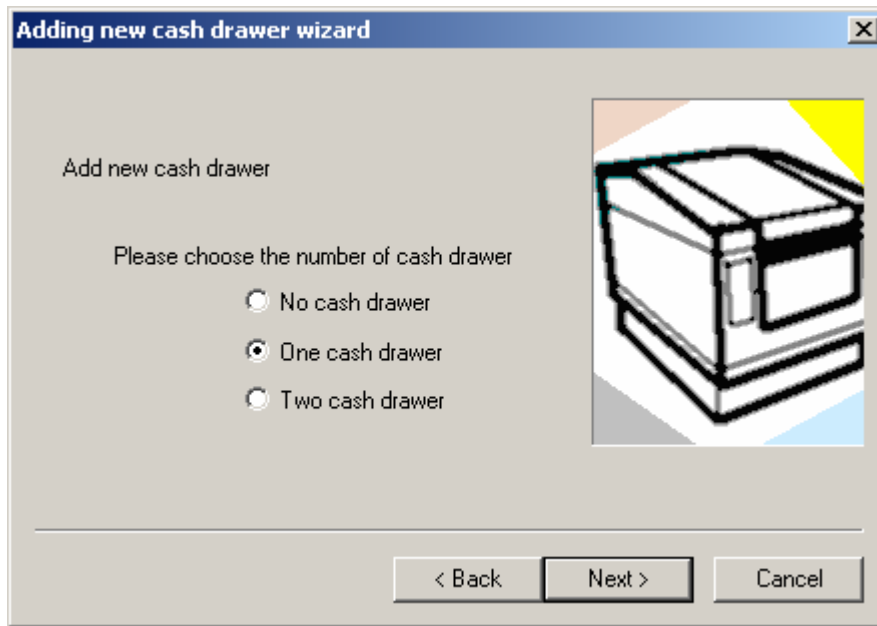 Adding new cash drawer wizard
Add new cash drawer
Please choose the number of cash drawer
No cash drawer
One cash drawer
Two cash drawer
< Back Next > Cancel